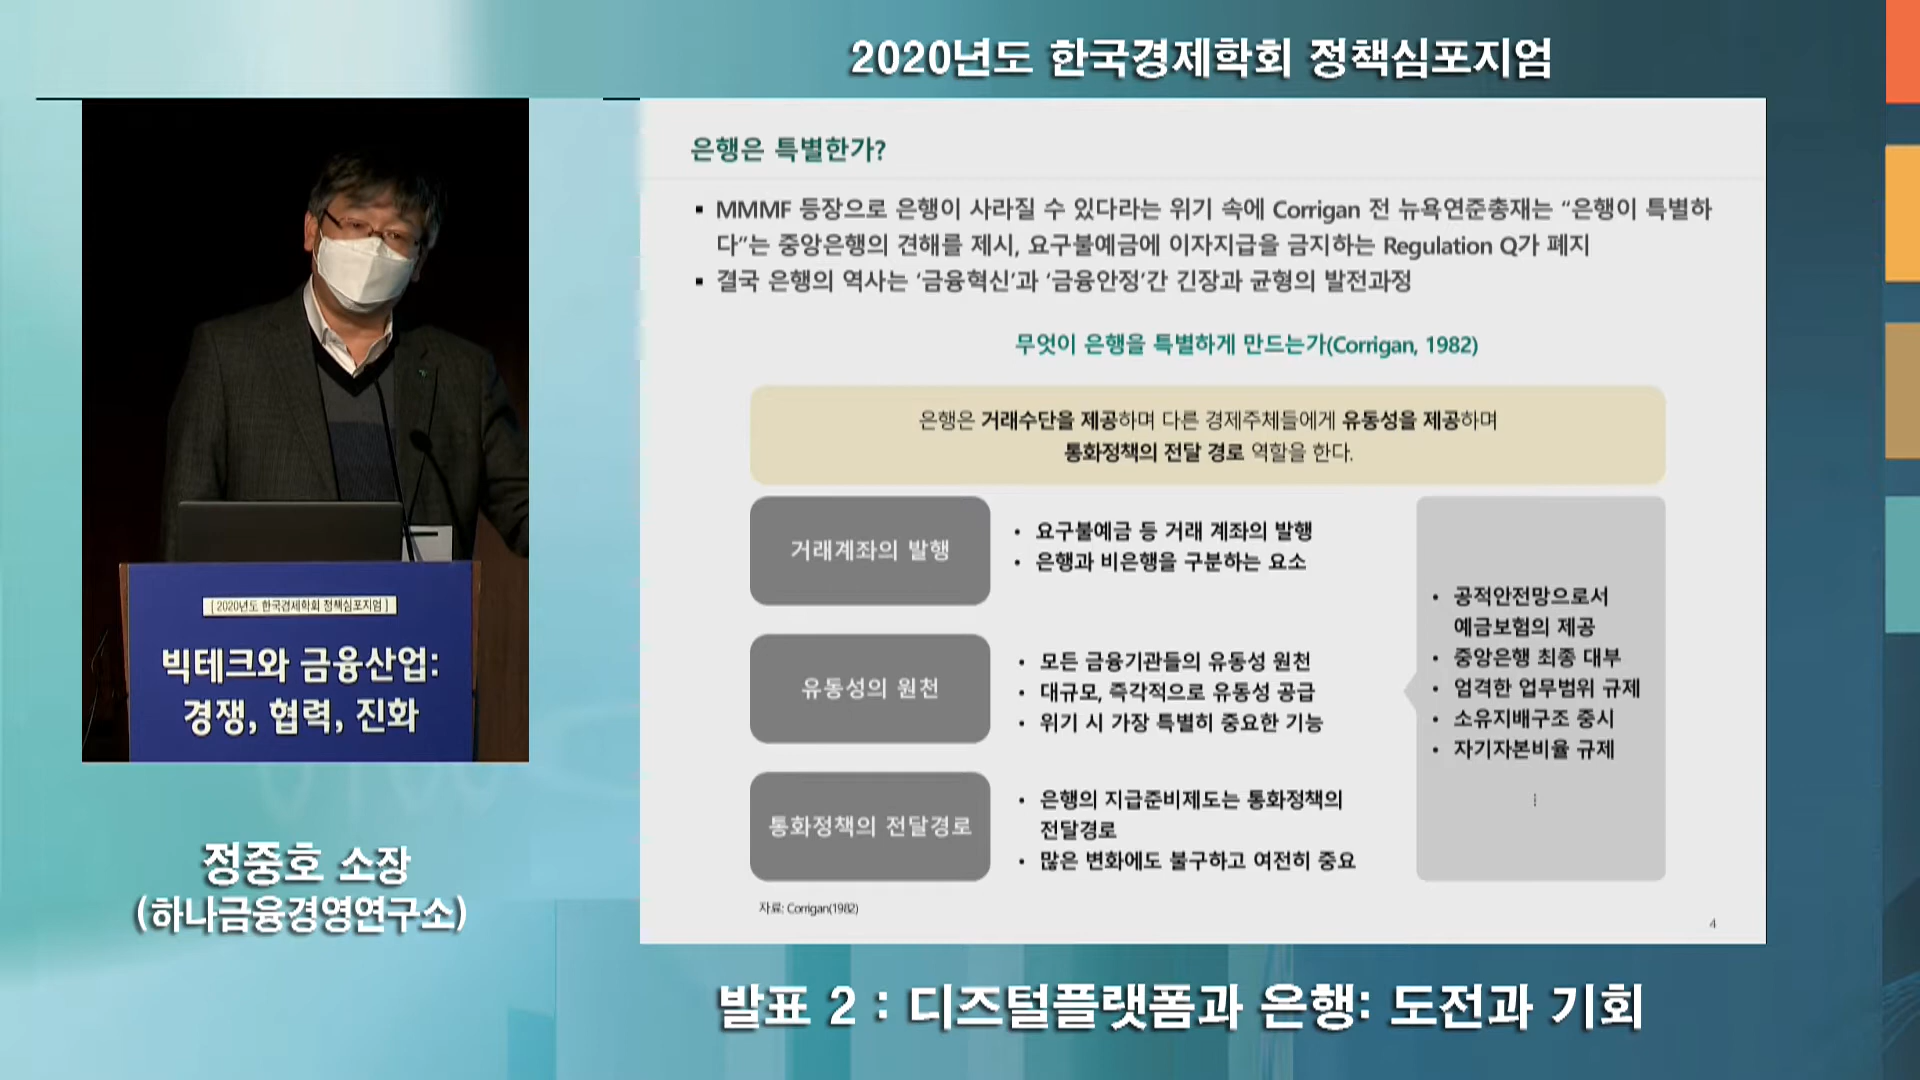 2020년도 한국경제학회 정책심포지엄
은행은 특별한가?
▪ MMMF 등장으로 은행이 사라질 수 있다라는 위기 속에 Corrigan 전 뉴욕연준총재는 “은행이 특별하
다”는 중앙은행의 견해를 제시, 요구불예금에 이자지급을 금지하는 Regulation Q가 폐지
▪ 결국 은행의 역사는 ‘금융혁신’과 ‘금융안정’간 긴장과 균형의 발전과정
무엇이 은행을 특별하게 만드는가(Corrigan, 1982)
은행은 거래수단을 제공하며 다른 경제주체들에게 유동성을 제공하며
통화정책의 전달 경로 역할을 한다.
거래계좌의 발행
• 요구불예금 등 거래 계좌의 발행
• 은행과 비은행을 구분하는 요소
유동성의 원천
• 모든 금융기관들의 유동성 원천
• 대규모, 즉각적으로 유동성 공급
• 위기 시 가장 특별히 중요한 기능
통화정책의 전달경로
• 은행의 지급준비제도는 통화정책의
전달경로
• 많은 변화에도 불구하고 여전히 중요
• 공적안전망으로서
예금보험의 제공
• 중앙은행 최종 대부
• 엄격한 업무범위 규제
• 소유지배구조 중시
• 자기자본비율 규제
⋮
자료: Corrigan(1982)
4
[ 2020년도 한국경제학회 정책심포지엄 ]
빅테크와 금융산업:
경쟁, 협력, 진화
정중호 소장
(하나금융경영연구소)
발표 2 : 디즈털플랫폼과 은행: 도전과 기회